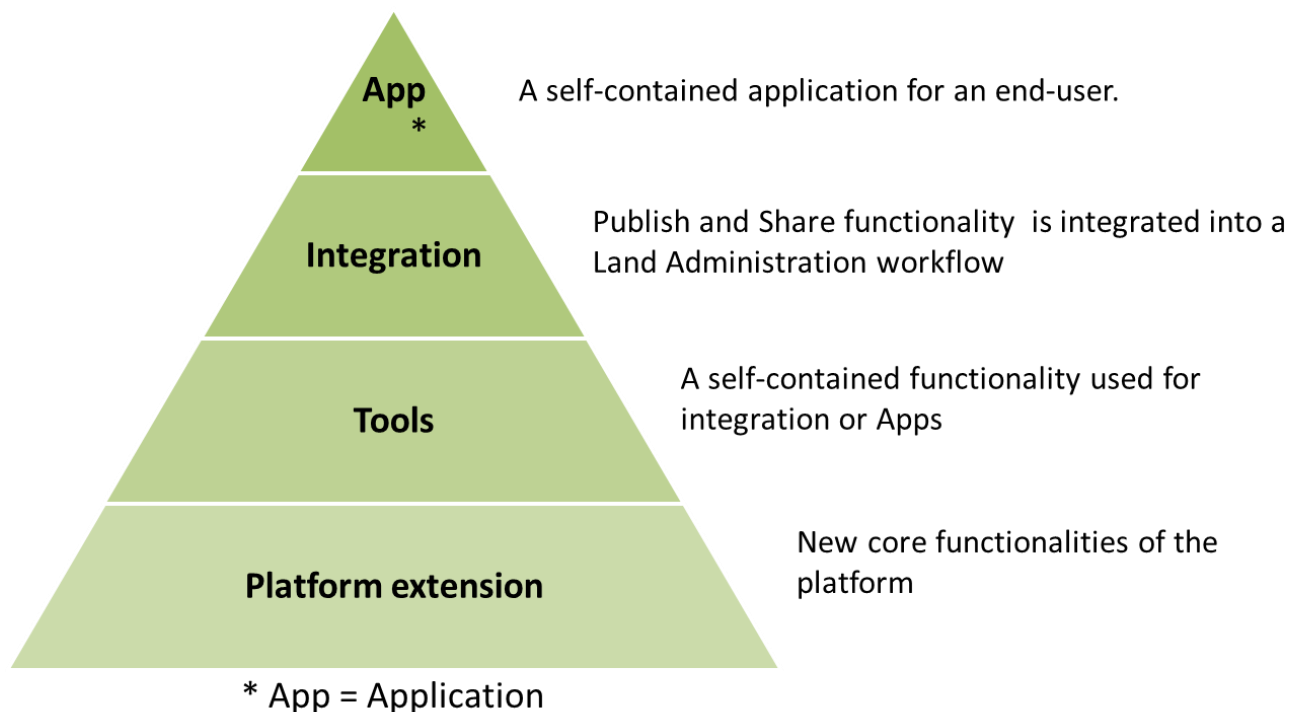 App
*
A self-contained application for an end-user.
Integration
Publish and Share functionality  is integrated into a
Land Administration workflow
Tools
A self-contained functionality used for
integration or Apps
Platform extension
New core functionalities of the
platform
* App = Application